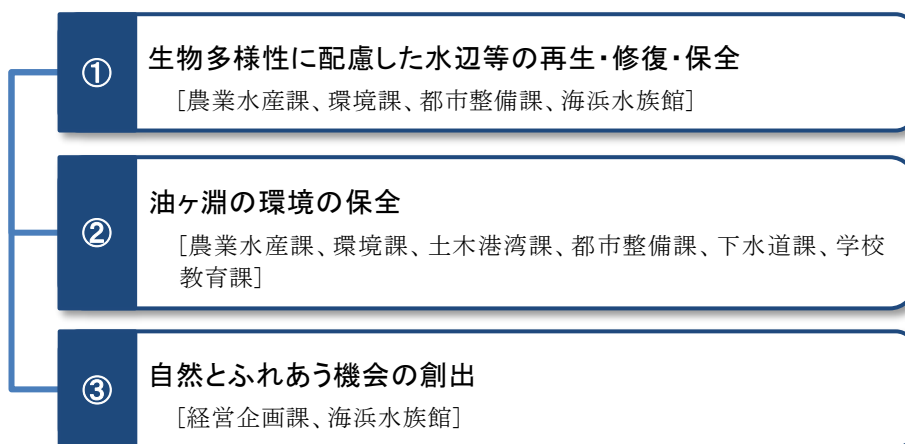 ①
生物多様性に配慮した水辺等の再生・修復・保全
［農業水産課、環境課、都市整備課、海浜水族館］
②
油ヶ淵の環境の保全
［農業水産課、環境課、土木港湾課、都市整備課、下水道課、学校
教育課］
③
自然とふれあう機会の創出
［経営企画課、海浜水族館］